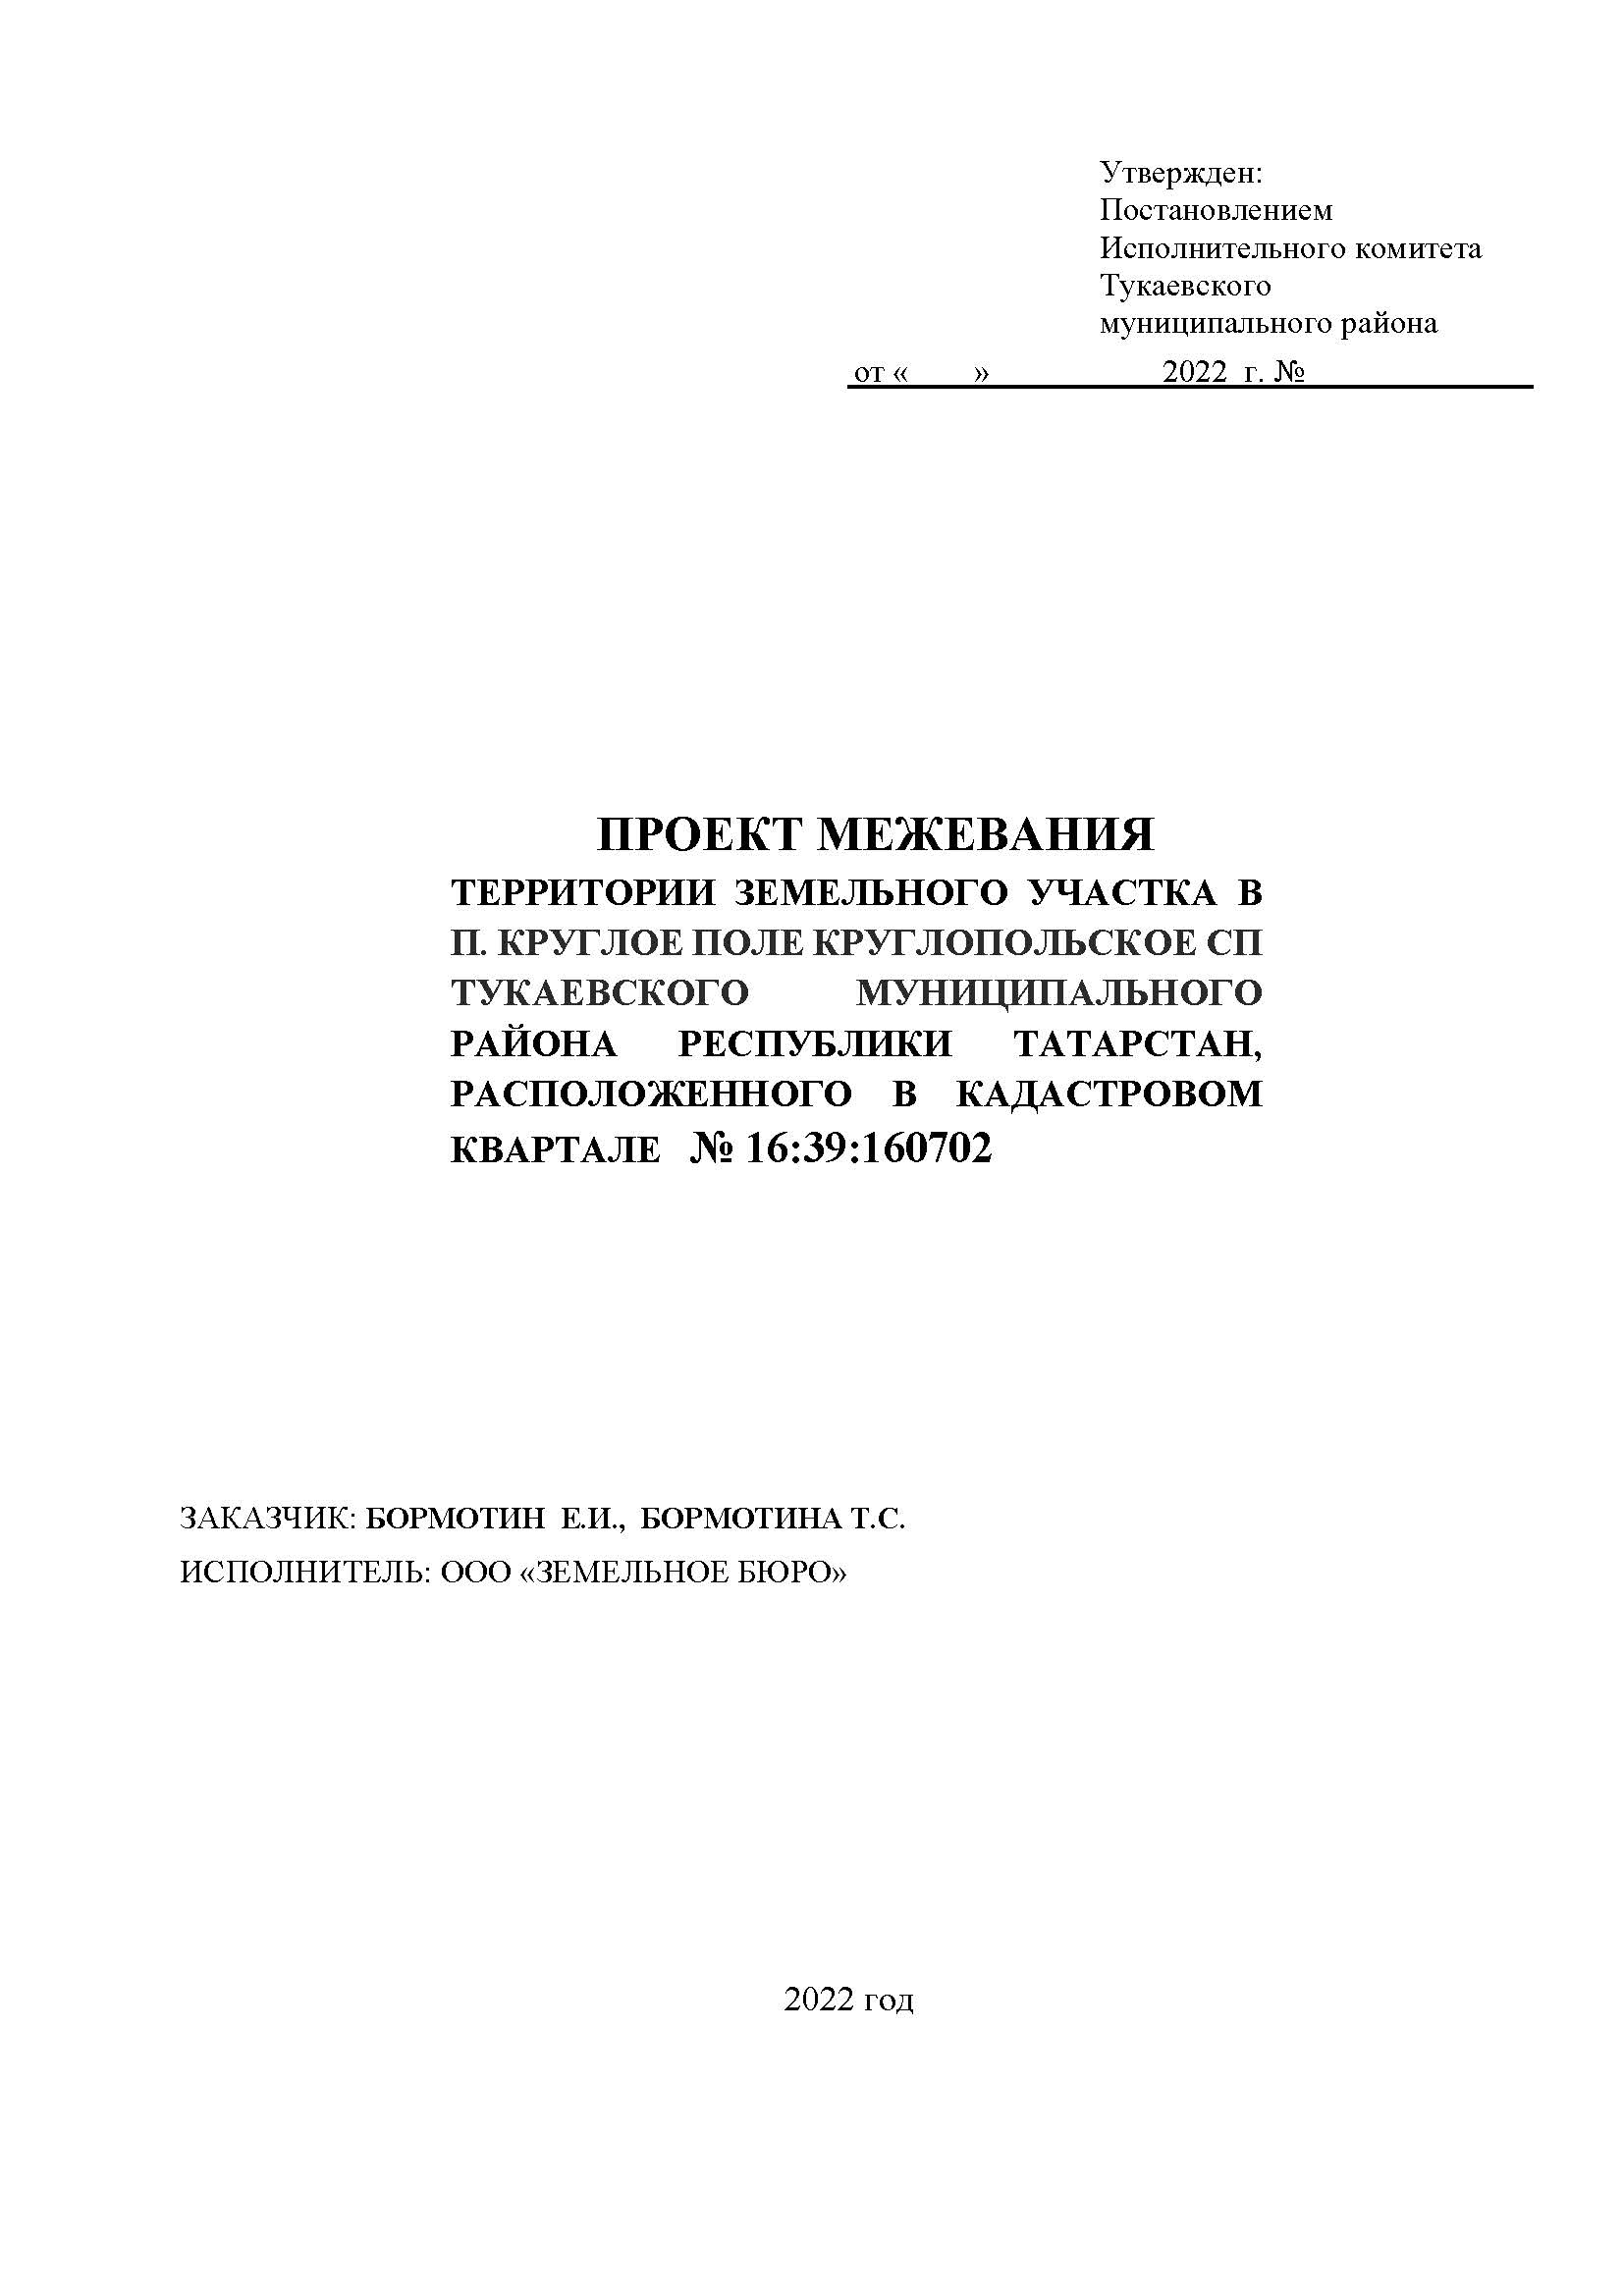 Утвержден:
Постановлением
Исполнительного комитета
Тукаевского
муниципального района
от « » 2022 г. №
ПРОЕКТ МЕЖЕВАНИЯ
ТЕРРИТОРИИ ЗЕМЕЛЬНОГО УЧАСТКА В
П. КРУГЛОЕ ПОЛЕ КРУГЛОПОЛЬСКОЕ СП
ТУКАЕВСКОГО МУНИЦИПАЛЬНОГО
РАЙОНА РЕСПУБЛИКИ ТАТАРСТАН,
РАСПОЛОЖЕННОГО В КАДАСТРОВОМ
КВАРТАЛЕ № 16:39:160702
ЗАКАЗЧИК: БОРМОТИН Е.И., БОРМОТИНА Т.С.
ИСПОЛНИТЕЛЬ: ООО «ЗЕМЕЛЬНОЕ БЮРО»
2022 год